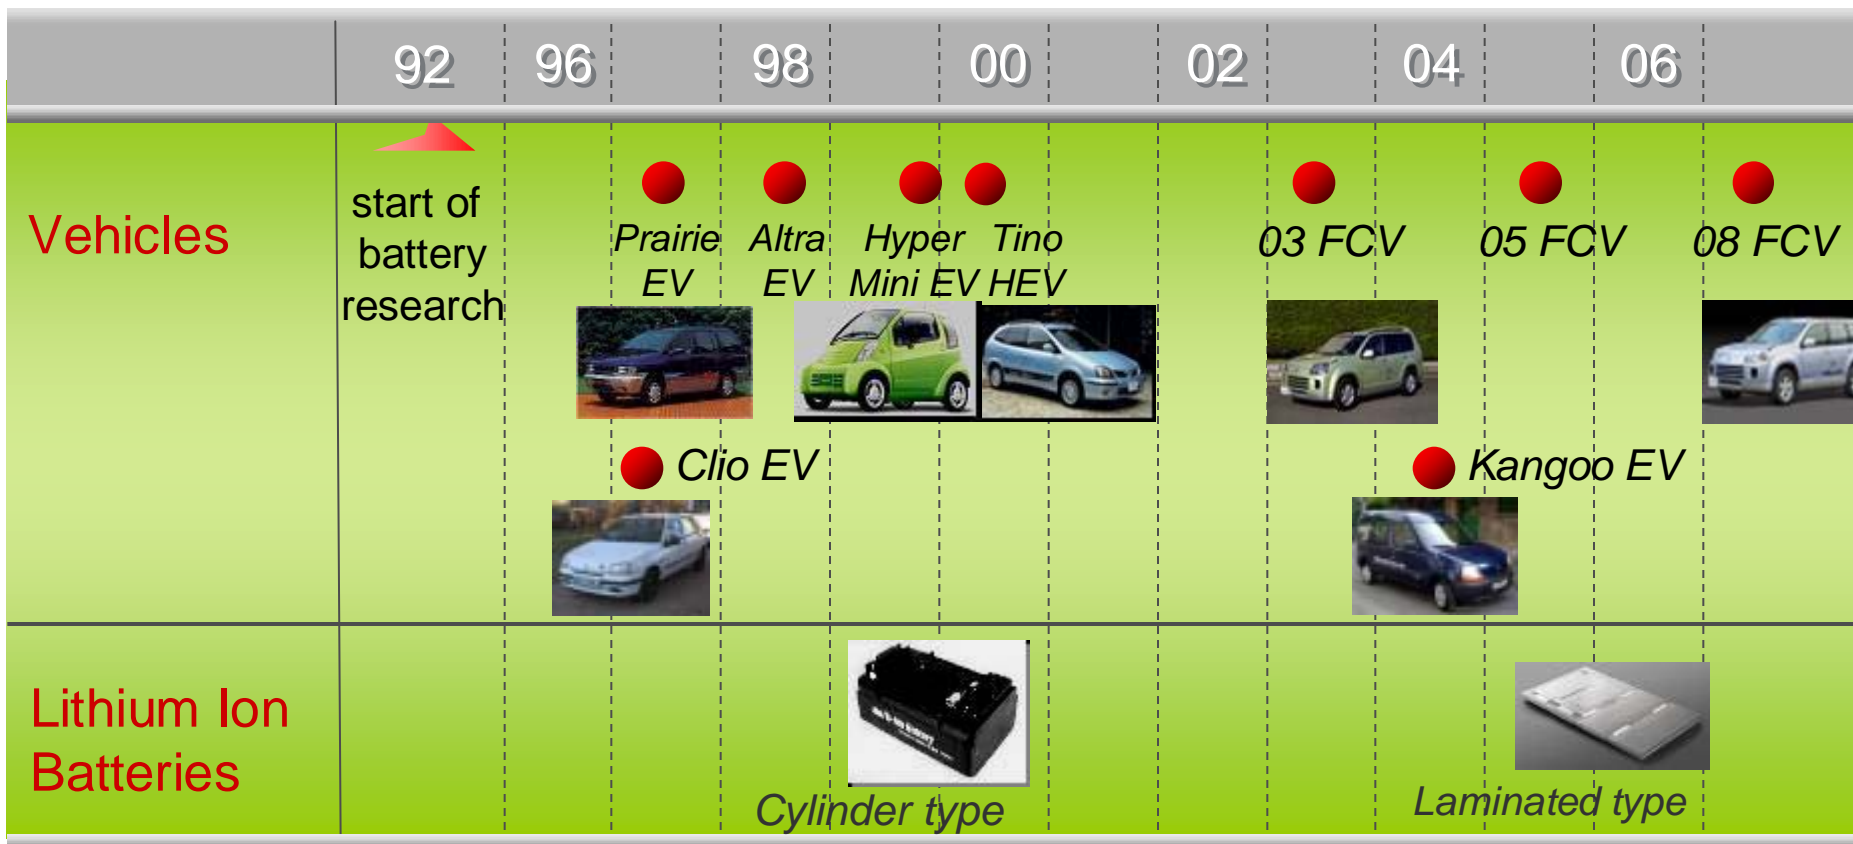 92 96 98 00 02 04 06
Vehicles
start of
battery
research
Prairie
EV
Altra
EV
Hyper
Mini EV
Tino
HEV
03 FCV
05 FCV
08 FCV
Clio EV
Kangoo EV
Lithium Ion
Batteries
Cylinder type
Laminated type